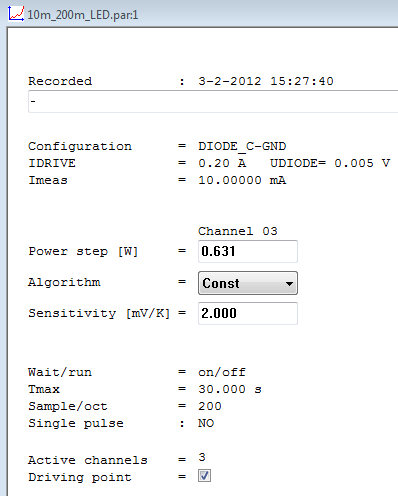 10m_200m_LED.par:1
Recorded : 3-2-2012 15:27:40
-
Configuration = DIODE_C-GND
IDRIVE = 0.20 A UDIODE= 0.005 V
Imeas = 10.00000 mA
Channel 03
Power step [W] = 0.631
Algorithm = Const
Sensitivity [mV/K] = 2.000
Wait/run = on/off
Tmax = 30.000 s
Sample/oct = 200
Single pulse : NO
Active channels = 3
Driving point =